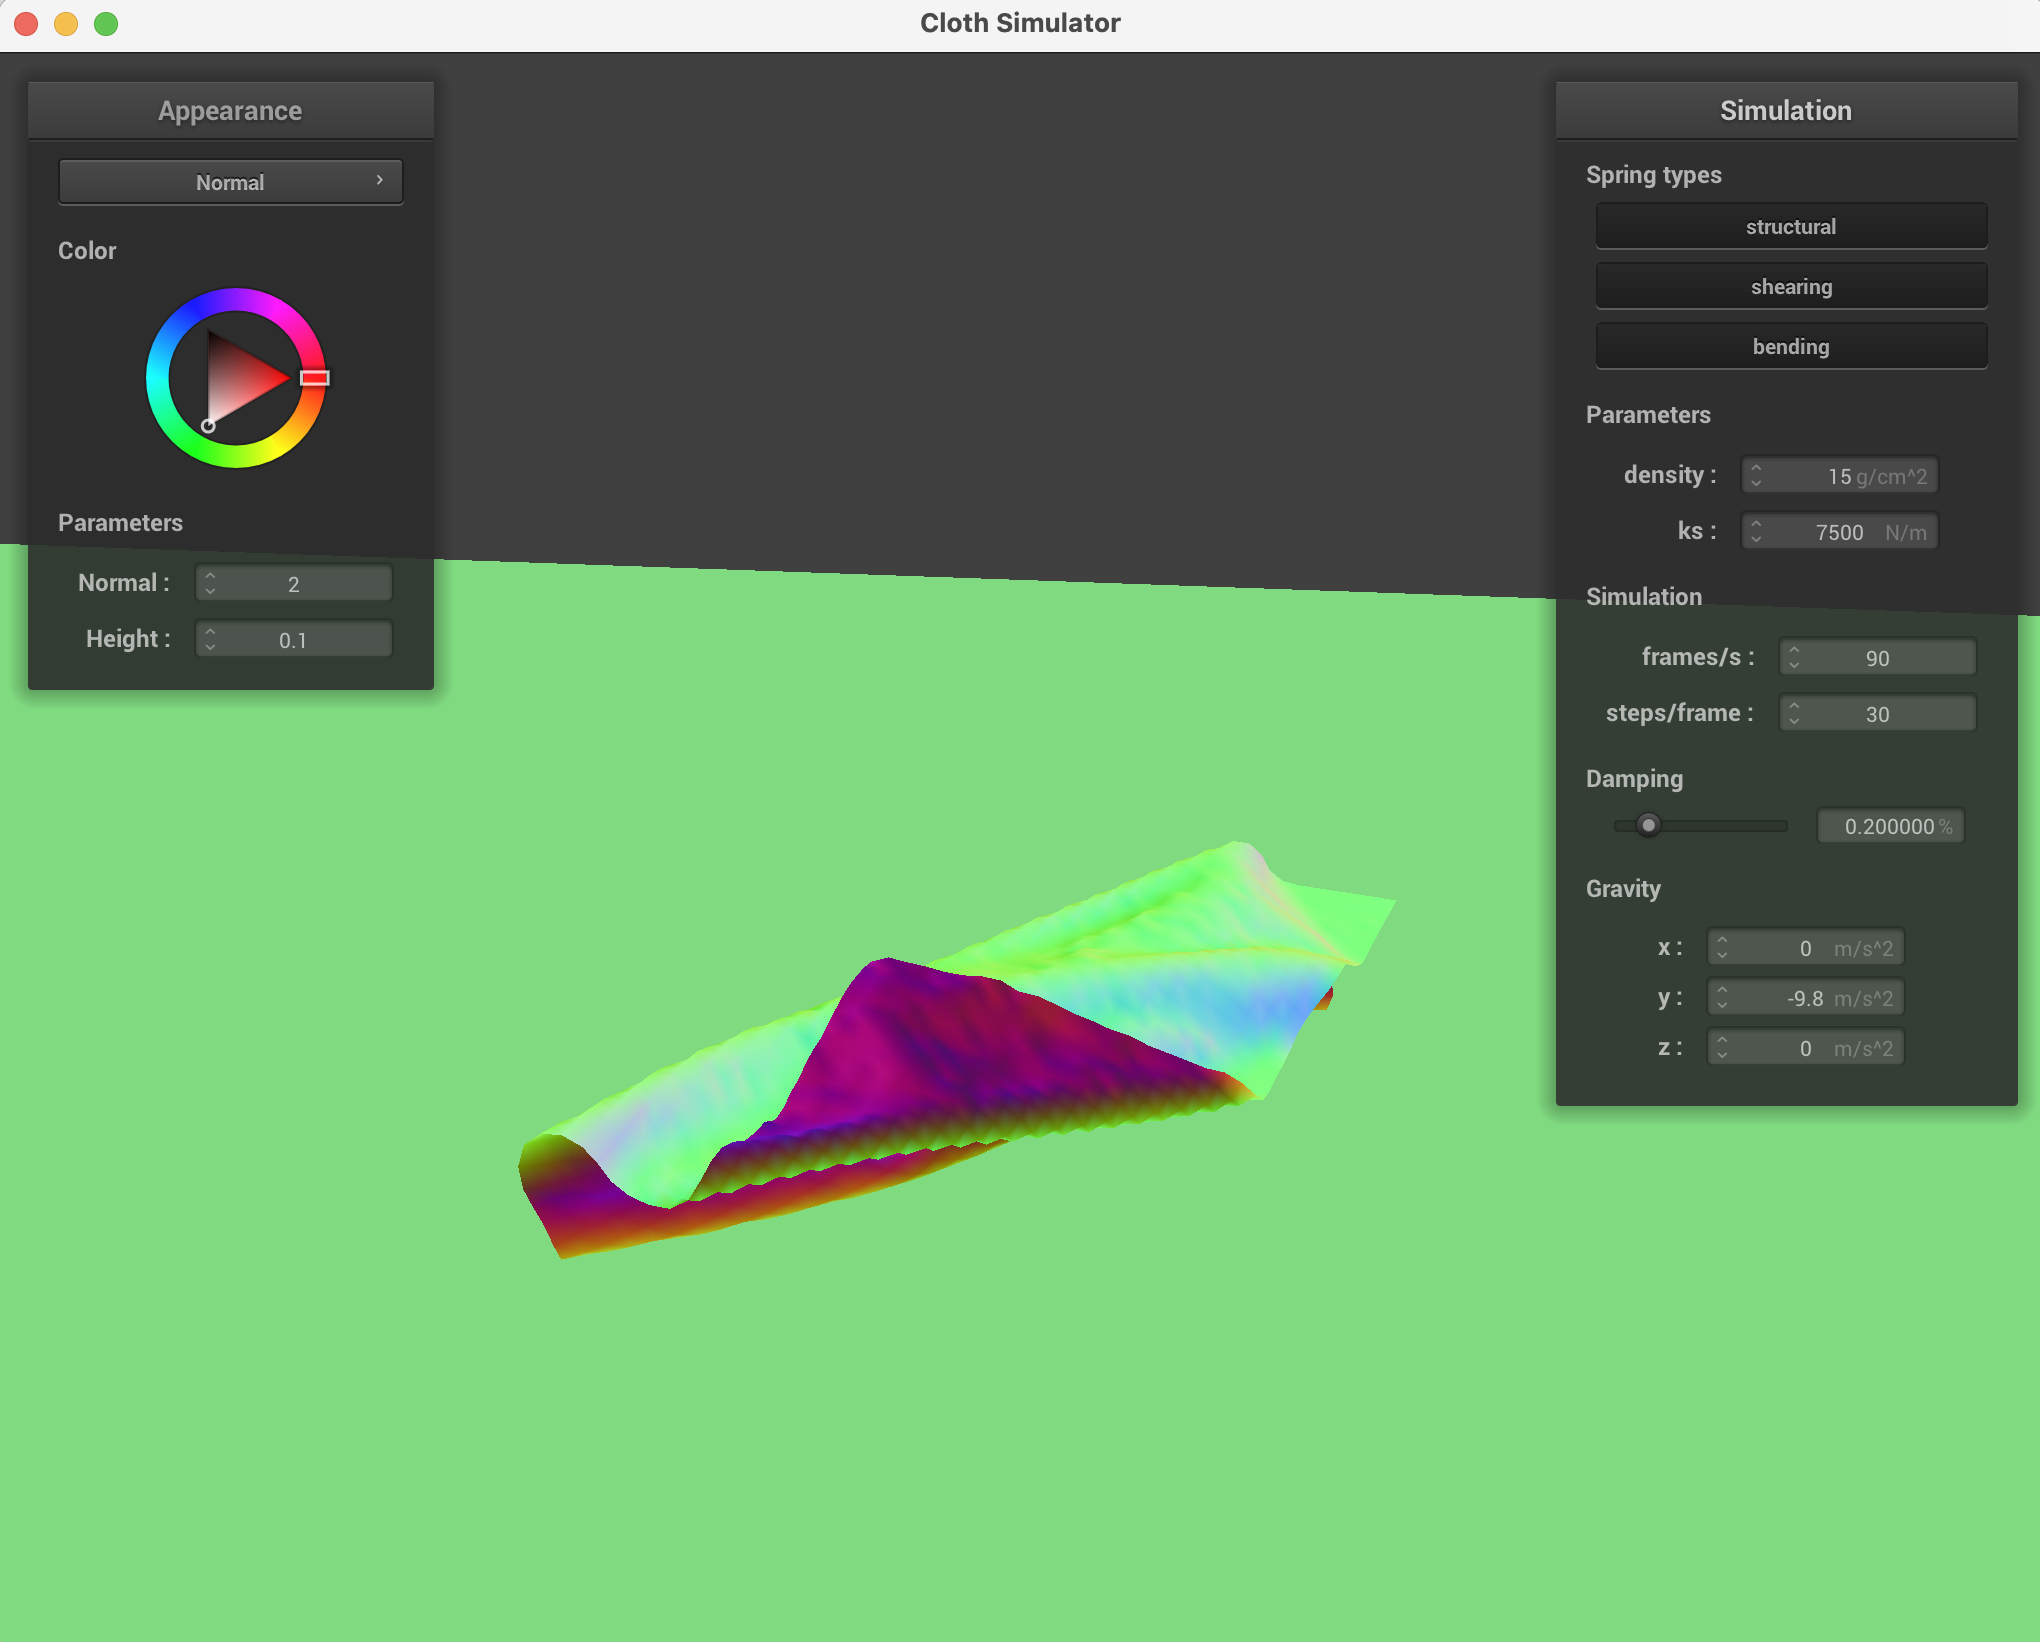 Cloth Simulator
Appearance
Normal
Color
Parameters
Normal : 2
Height : 0.1
Simulation
Spring types
structural
shearing
bending
Parameters
density : 15 g/cm^2
ks : 7500 N/m
Simulation
frames/s : 90
steps/frame : 30
Damping
0.200000 %
Gravity
x : 0 m/s^2
y : -9.8 m/s^2
z : 0 m/s^2